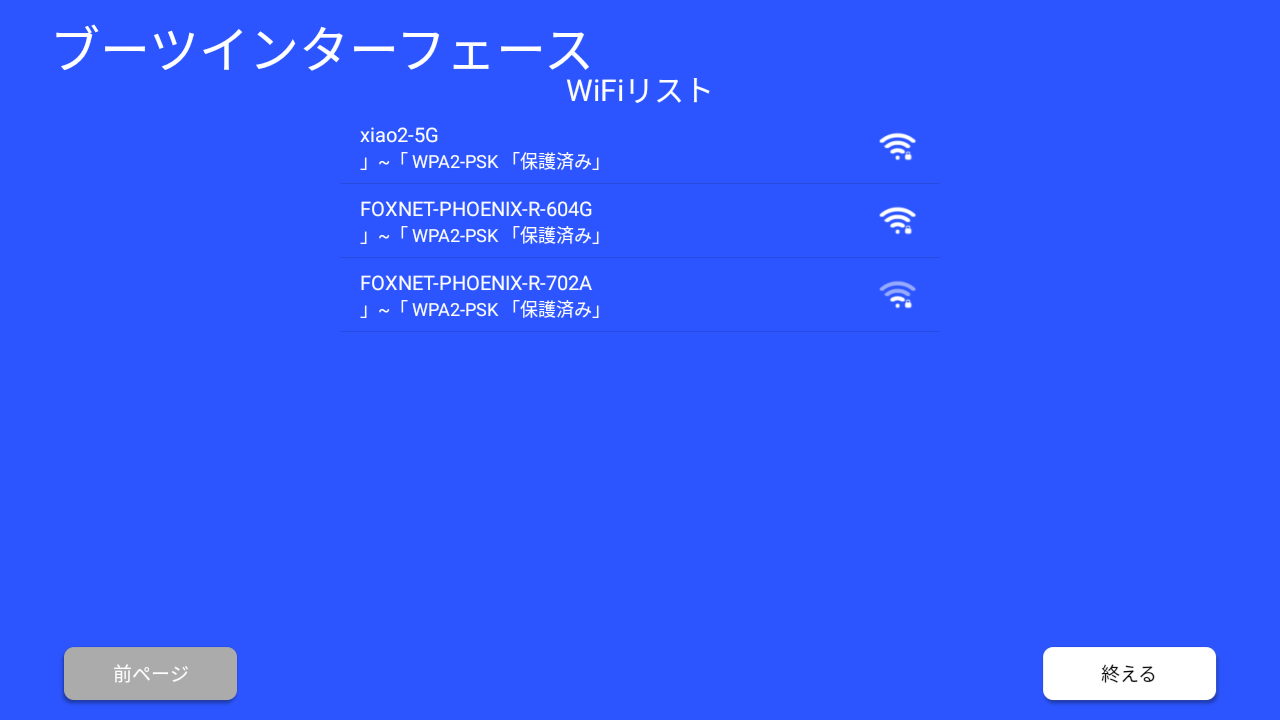 ブーツインターフェース
WiFiリスト
xiao2-5G
」~「 WPA2-PSK 「保護済み」
FOXNET-PHOENIX-R-604G
」~「 WPA2-PSK 「保護済み」
FOXNET-PHOENIX-R-702A
」~「 WPA2-PSK 「保護済み」
前ページ
終える